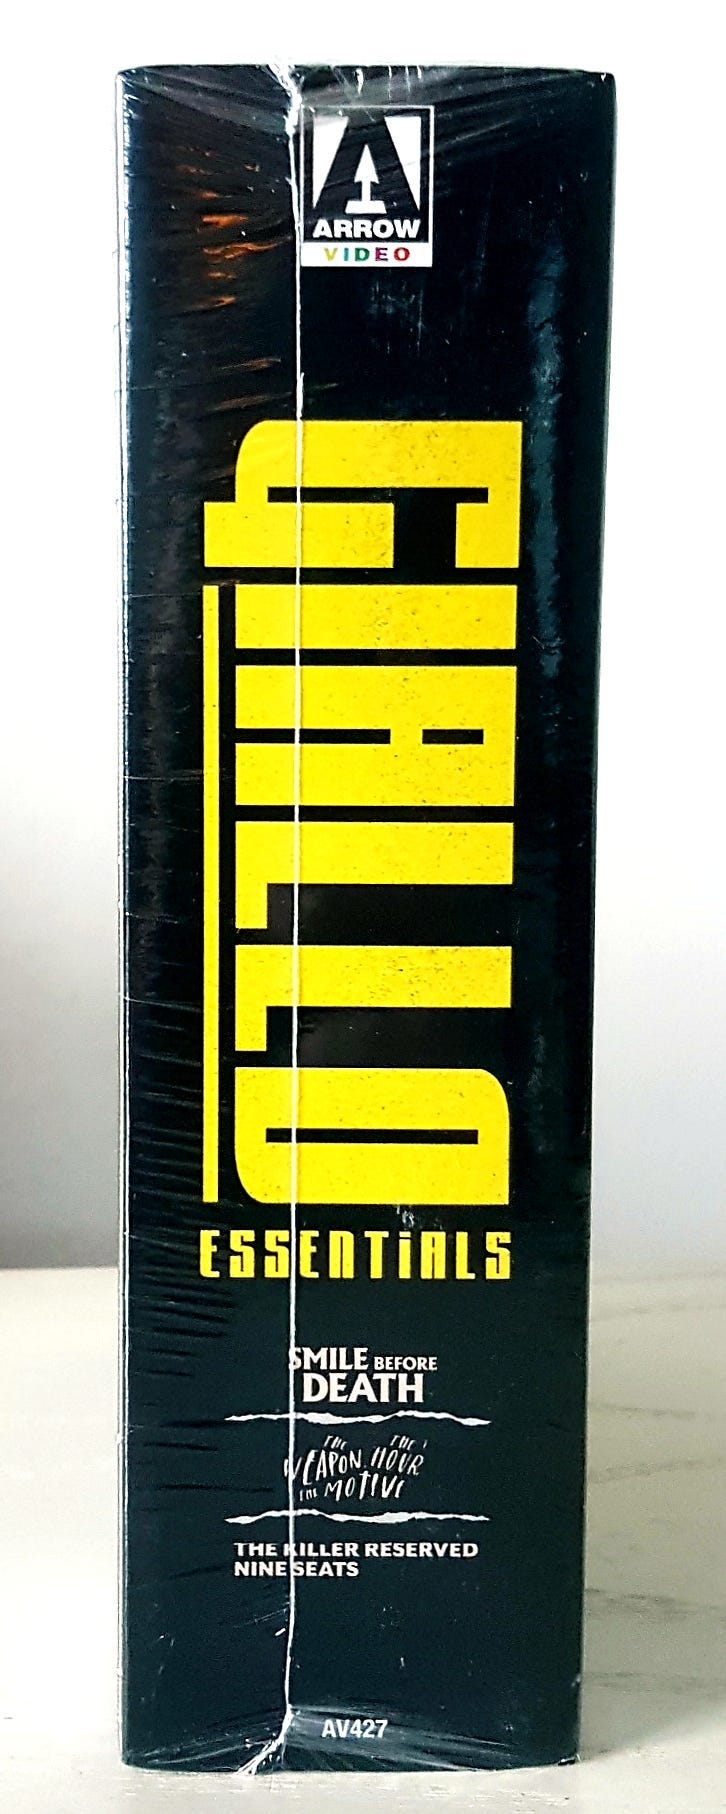 ARROW
VIDEO
GIALLO
ESSENTiALS
SMILE BEFORE
DEATH
THE THE
WEAPON, HOUR
THE MOTIVE
THE KILLER RESERVED
NINE SEATS
AV427